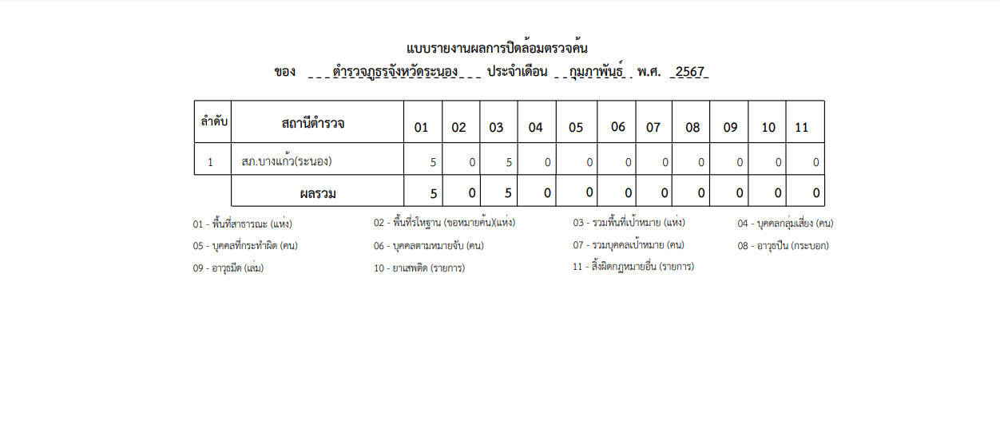 แบบรายงานผลการปิดล้อมตรวจค้น
ของ ตำรวจภูธรจังหวัดระนอง ประจำเดือน กุมภาพันธ์ พ.ศ. 2567
ลำดับ สถานีตำรวจ 01 02 03 04 05 06 07 08 09 10 11
1 สภ.บางแก้ว(ระนอง) 5 0 5 0 0 0 0 0 0 0 0
ผลรวม 5 0 5 0 0 0 0 0 0 0 0
01 - พื้นที่สาธารณะ (แห่ง) 02 - พื้นที่รโหฐาน (ขอหมายค้น)(แห่ง) 03 - รวมพื้นที่เป้าหมาย (แห่ง) 04 - บุคคลกลุ่มเสี่ยง (คน)
05 - บุคคลที่กระทำผิด (คน) 06 - บุคคลตามหมายจับ (คน) 07 - รวมบุคคลเป้าหมาย (คน) 08 - อาวุธปืน (กระบอก)
09 - อาวุธมีด (เล่ม) 10 - ยาเสพติด (รายการ) 11 - สิ้งผิดกฎหมายอื่น (รายการ)